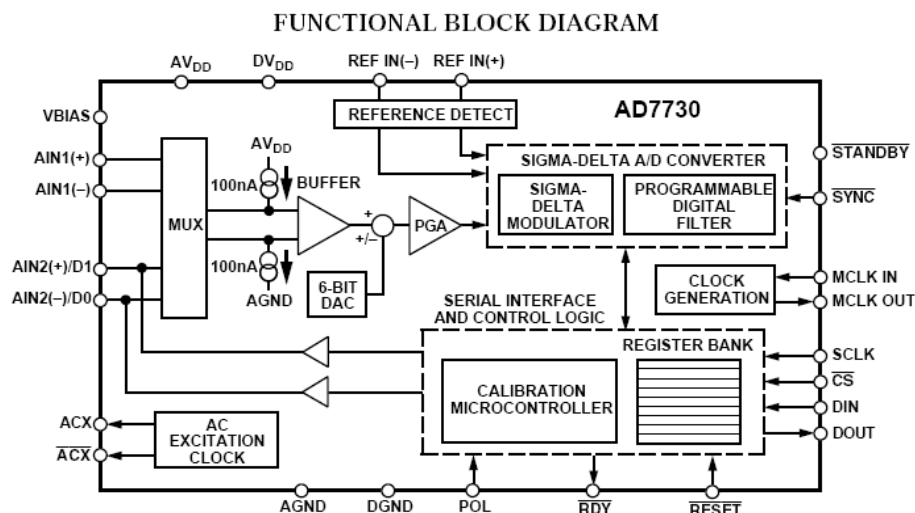 FUNCTIONAL BLOCK DIAGRAM
AVDD
DVDD
REF IN(–)
REF IN(+)
VBIAS
REFERENCE DETECT
AD7730
AIN1(+)
AIN1(–)
AVDD
100nA
BUFFER
SIGMA-DELTA A/D CONVERTER
STANDBY
MUX
SIGMA-
DELTA
MODULATOR
PROGRAMMABLE
DIGITAL
FILTER
SYNC
+
+/–
PGA
AIN2(+)/D1
AIN2(–)/D0
100nA
AGND
6-BIT
DAC
CLOCK
GENERATION
MCLK IN
MCLK OUT
SERIAL INTERFACE
AND CONTROL LOGIC
REGISTER BANK
CALIBRATION
MICROCONTROLLER
SCLK
CS
DIN
DOUT
ACX
ACX
AC
EXCITATION
CLOCK
AGND
DGND
POL
RDY
RESET